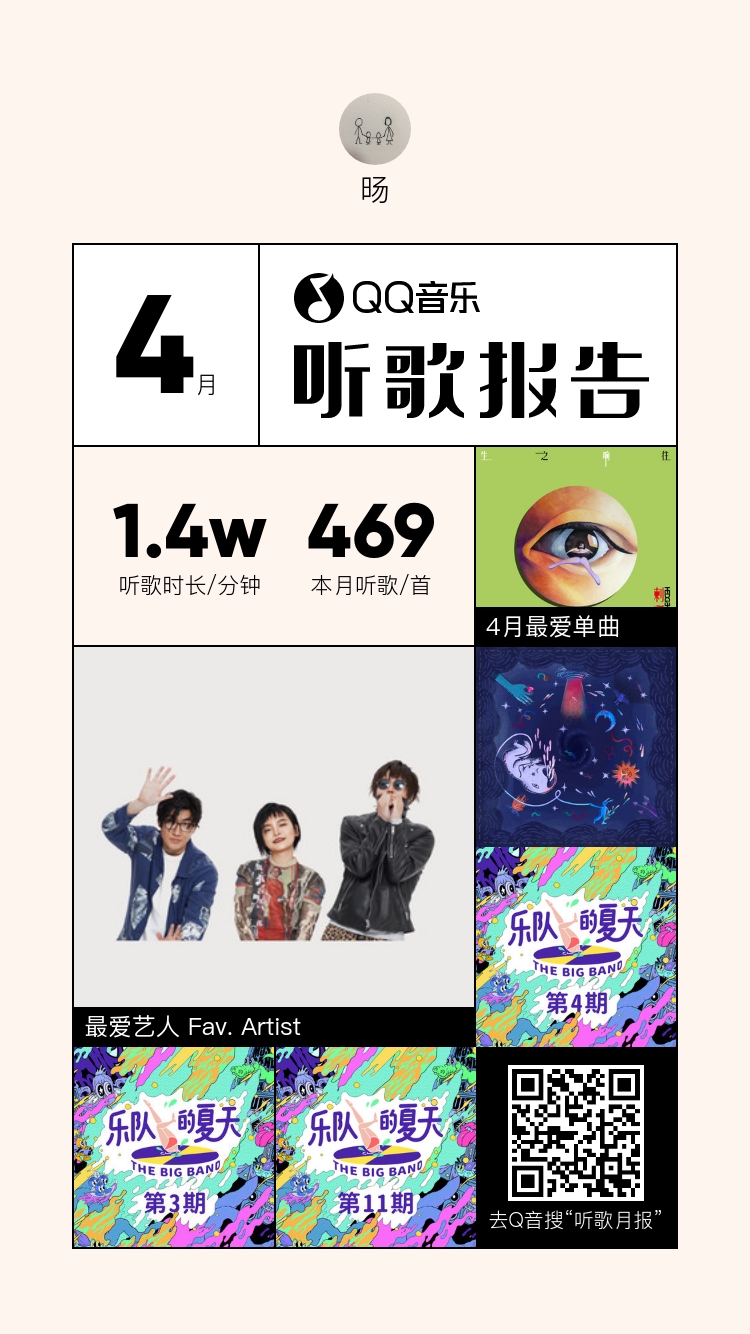 旸
4月
QQ音乐
听歌报告
1.4w
听歌时长/分钟
469
本月听歌/首
生之响往
刺
4月最爱单曲
最爱艺人 Fav. Artist
乐队的夏天
THE BIG BAND
第4期
乐队的夏天
THE BIG BAND
第3期
乐队的夏天
THE BIG BAND
第11期
去Q音搜“听歌月报”